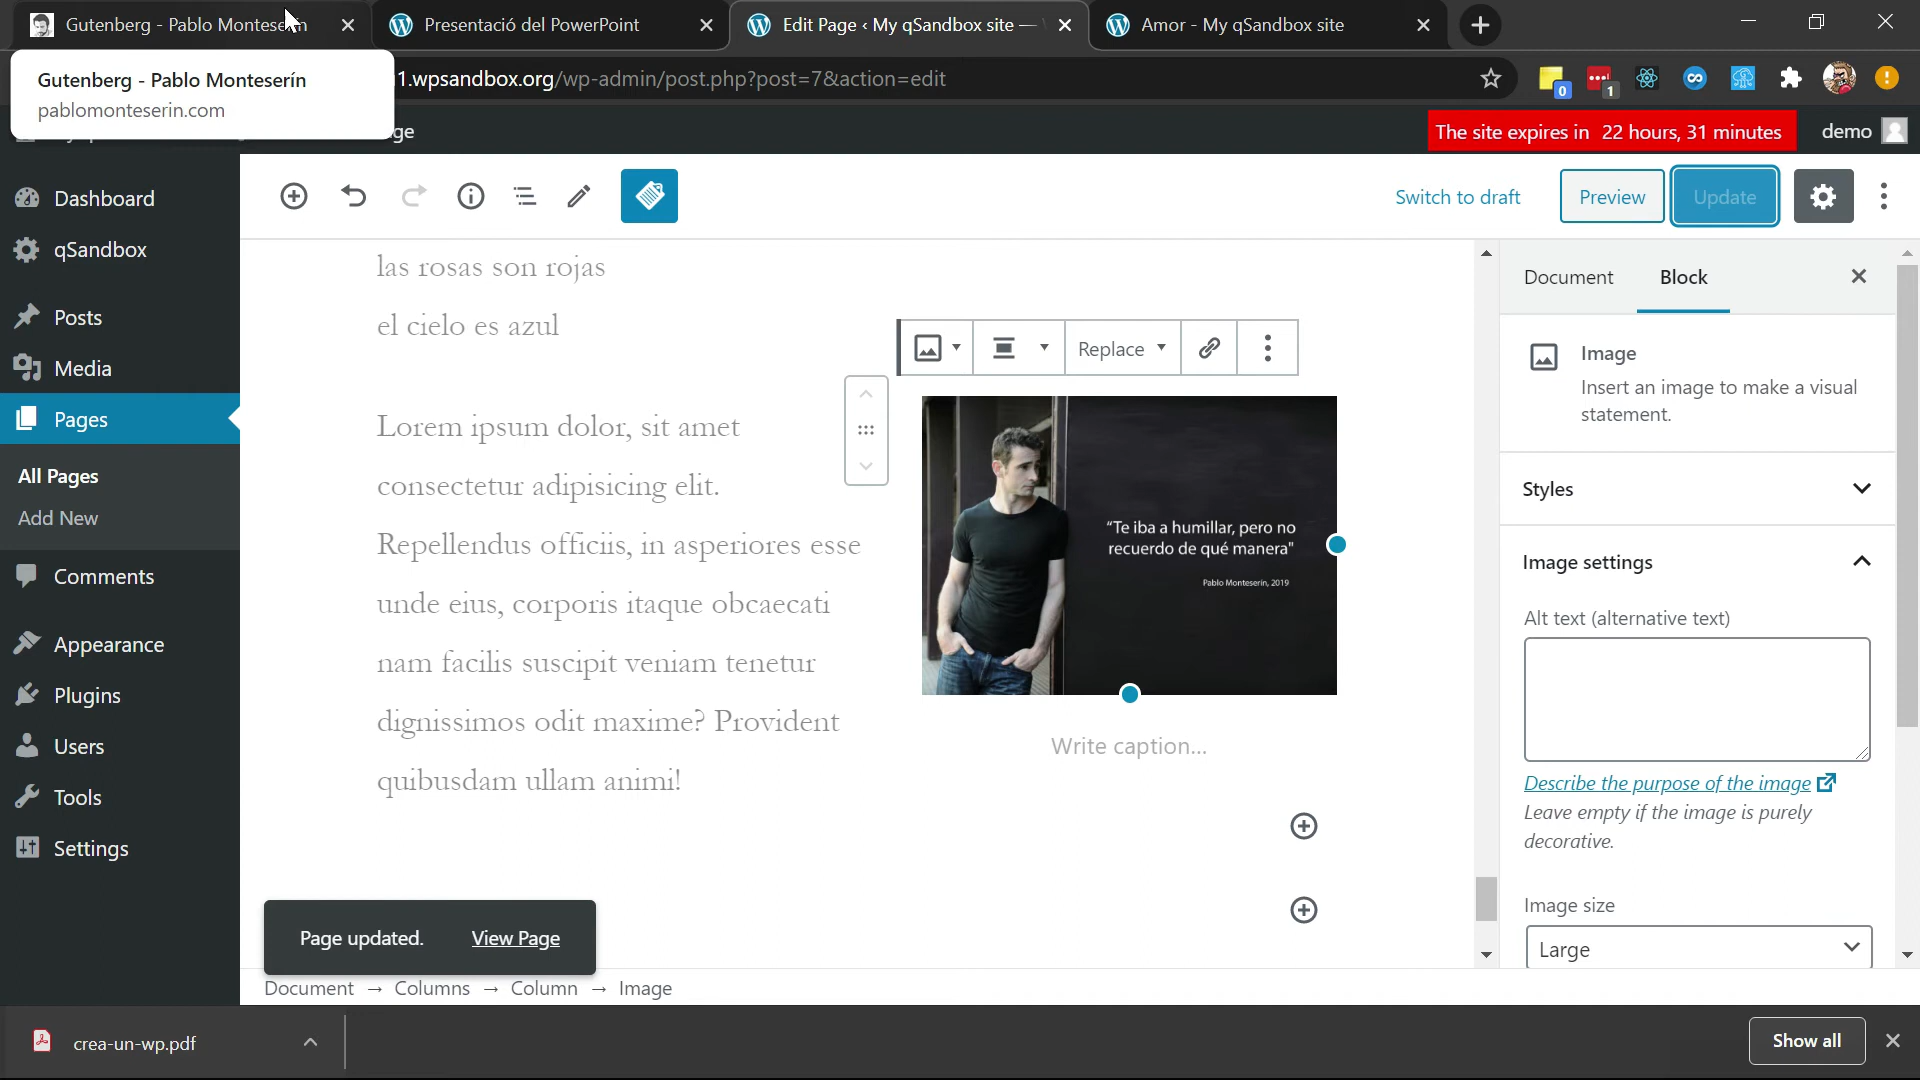 Gutenberg - Pablo Monteserín
Presentació del PowerPoint
Edit Page ‹ My qSandbox site —
Amor - My qSandbox site
Gutenberg - Pablo Monteserín
pablomonteserin.com
1.wpsandbox.org/wp-admin/post.php?post=7&action=edit
0
1
ge
The site expires in 22 hours, 31 minutes
demo
Dashboard
qSandbox
Posts
Media
Pages
All Pages
Add New
Comments
Appearance
Plugins
Users
Tools
Settings
Switch to draft
Preview
Update
las rosas son rojas
el cielo es azul
Lorem ipsum dolor, sit amet
consectetur adipisicing elit.
Repellendus officiis, in asperiores esse
unde eius, corporis itaque obcaecati
nam facilis suscipit veniam tenetur
dignissimos odit maxime? Provident
quibusdam ullam animi!
Replace
"Te iba a humillar, pero no
recuerdo de qué manera"
Pablo Monteserin, 2019
Write caption...
Document
Block
Image
Insert an image to make a visual
statement.
Styles
Image settings
Alt text (alternative text)
Describe the purpose of the image
Leave empty if the image is purely
decorative.
Image size
Large
Page updated.
View Page
Document → Columns → Column → Image
crea-un-wp.pdf
Show all